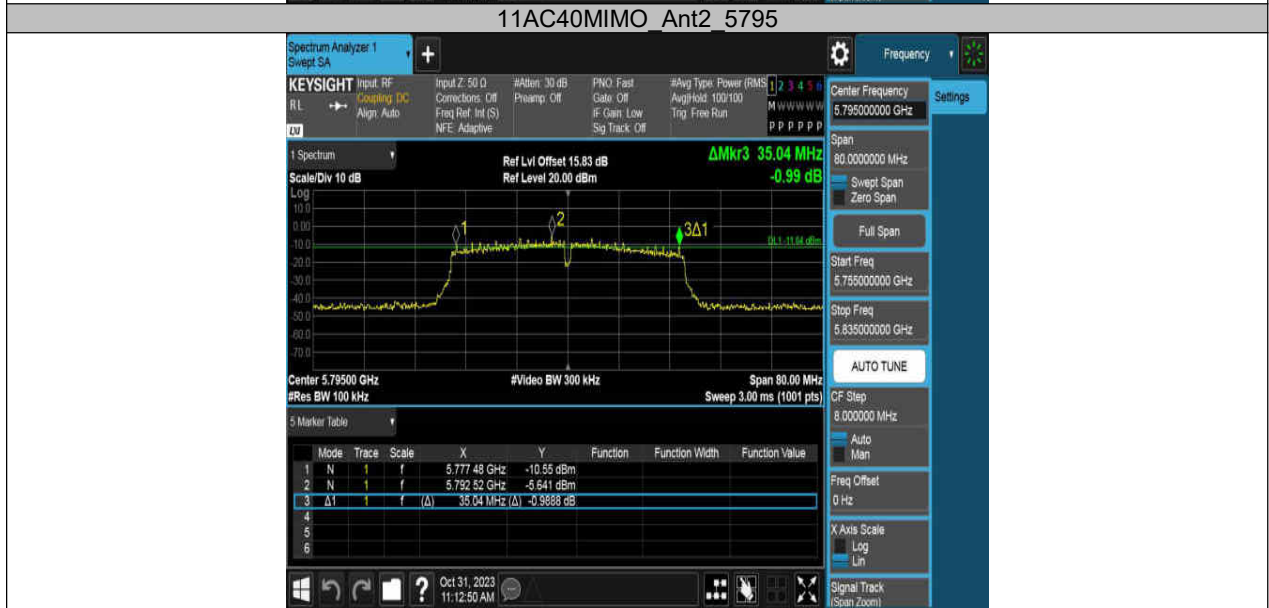 11AC40MIMO_Ant2_5795
Spectrum Analyzer 1
Swept SA
+
Frequency
KEYSIGHT
RL
LXI
Input: RF
Coupling: DC
Align: Auto
Input Z: 50 Ω
Corrections: Off
Freq Ref: Int (S)
NFE: Adaptive
#Atten: 30 dB
Preamp: Off
PNO: Fast
Gate: Off
IF Gain: Low
Sig Track: Off
#Avg Type: Power (RMS
Avg|Hold: 100/100
Trig: Free Run
1 2 3 4 5 6
M W W W W W
P P P P P P
Center Frequency
5.795000000 GHz
Settings
1 Spectrum
Scale/Div 10 dB
Ref Lvl Offset 15.83 dB
Ref Level 20.00 dBm
ΔMkr3 35.04 MHz
-0.99 dB
Span
80.0000000 MHz
Swept Span
Zero Span
Full Span
Log
10.0
0.00
-10.0
-20.0
-30.0
-40.0
-50.0
-60.0
-70.0
1
2
3Δ1
DL1 -11.64 dBm
Start Freq
5.755000000 GHz
Stop Freq
5.835000000 GHz
AUTO TUNE
Center 5.79500 GHz
#Res BW 100 kHz
#Video BW 300 kHz
Span 80.00 MHz
Sweep 3.00 ms (1001 pts)
CF Step
8.000000 MHz
Auto
Man
5 Marker Table
Mode Trace Scale X Y Function Function Width Function Value
1 N 1 f 5.777 48 GHz -10.55 dBm
2 N 1 f 5.792 52 GHz -5.641 dBm
3 Δ1 1 f (Δ) 35.04 MHz (Δ) -0.9888 dB
4
5
6
Freq Offset
0 Hz
X Axis Scale
Log
Lin
Signal Track
(Span Zoom)
?
Oct 31, 2023
11:12:50 AM